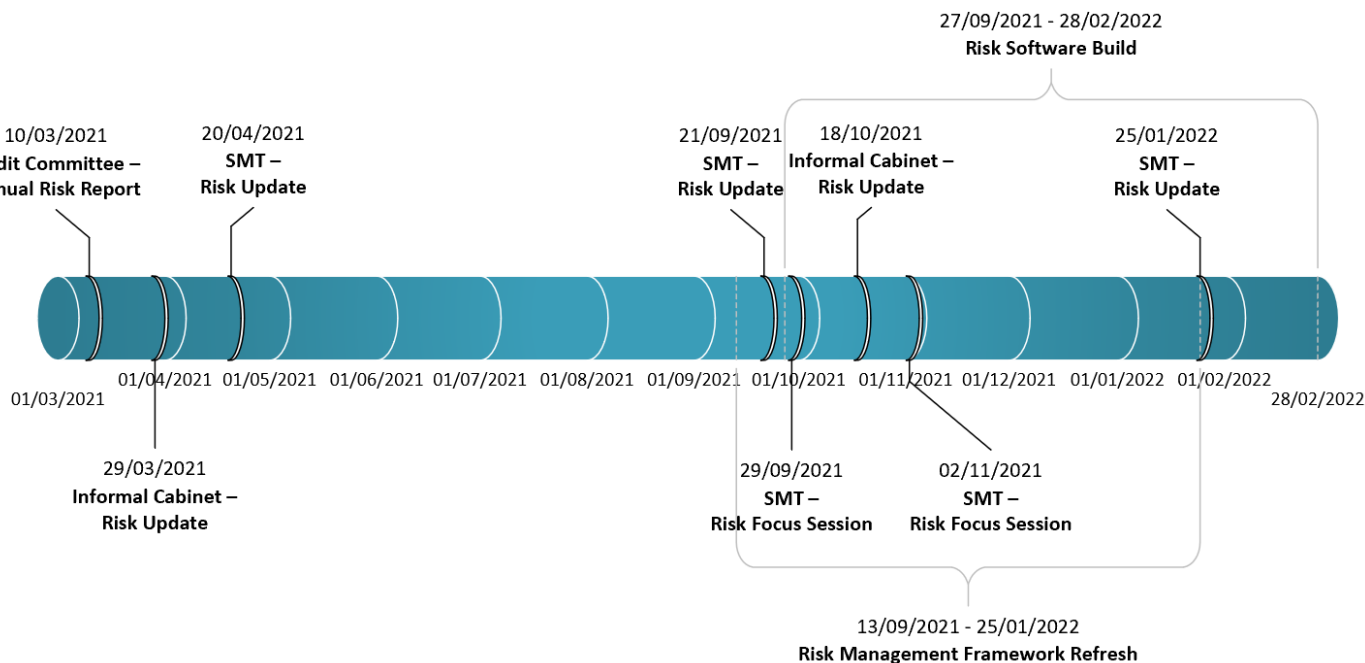 27/09/2021 - 28/02/2022
Risk Software Build
10/03/2021
dit Committee –
nual Risk Report
20/04/2021
SMT –
Risk Update
21/09/2021
SMT –
Risk Update
18/10/2021
Informal Cabinet –
Risk Update
25/01/2022
SMT –
Risk Update
01/03/2021
01/04/2021
01/05/2021
01/06/2021
01/07/2021
01/08/2021
01/09/2021
01/10/2021
01/11/2021
01/12/2021
01/01/2022
01/02/2022
28/02/2022
29/03/2021
Informal Cabinet –
Risk Update
29/09/2021
SMT –
Risk Focus Session
02/11/2021
SMT –
Risk Focus Session
13/09/2021 - 25/01/2022
Risk Management Framework Refresh